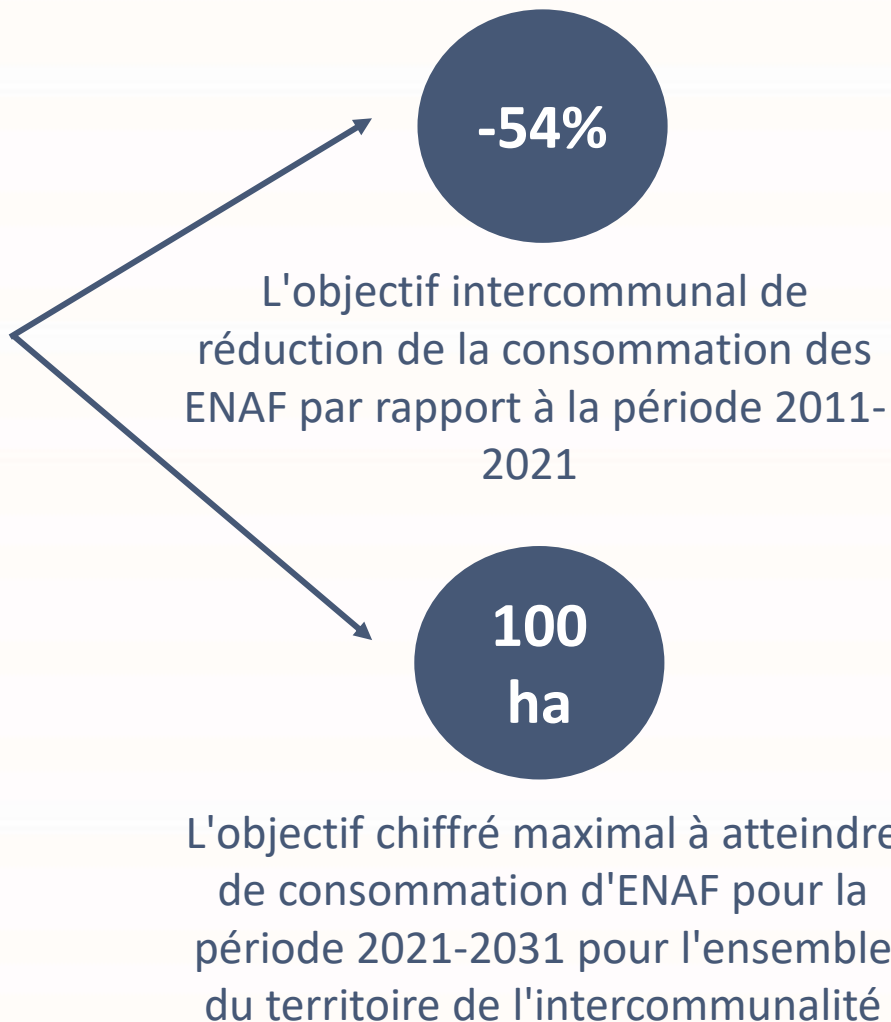 -54%
L'objectif intercommunal de
réduction de la consommation des
ENAF par rapport à la période 2011-
2021
100
ha
L'objectif chiffré maximal à atteindre
de consommation d'ENAF pour la
période 2021-2031 pour l'ensemble
du territoire de l'intercommunalité